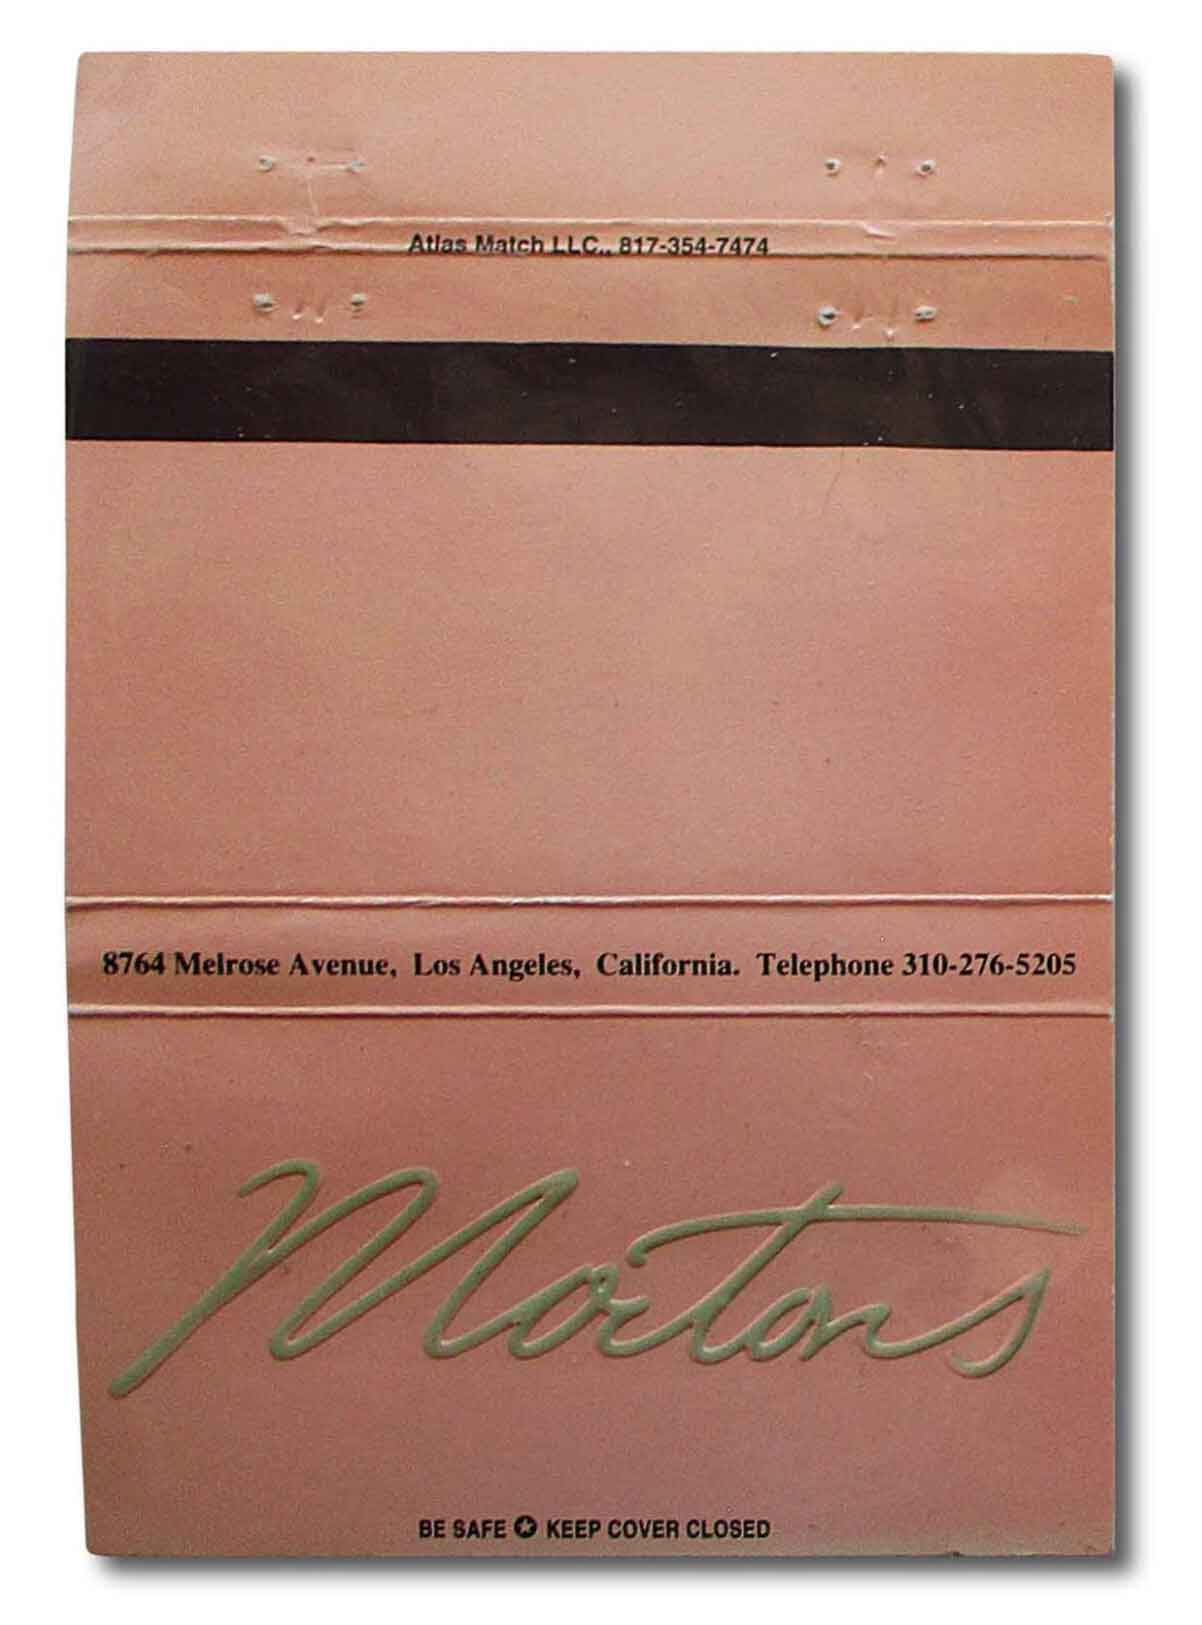 Atlas Match LLC., 817-354-7474
8764 Melrose Avenue, Los Angeles, California. Telephone 310-276-5205
Mortons
BE SAFE ✪ KEEP COVER CLOSED